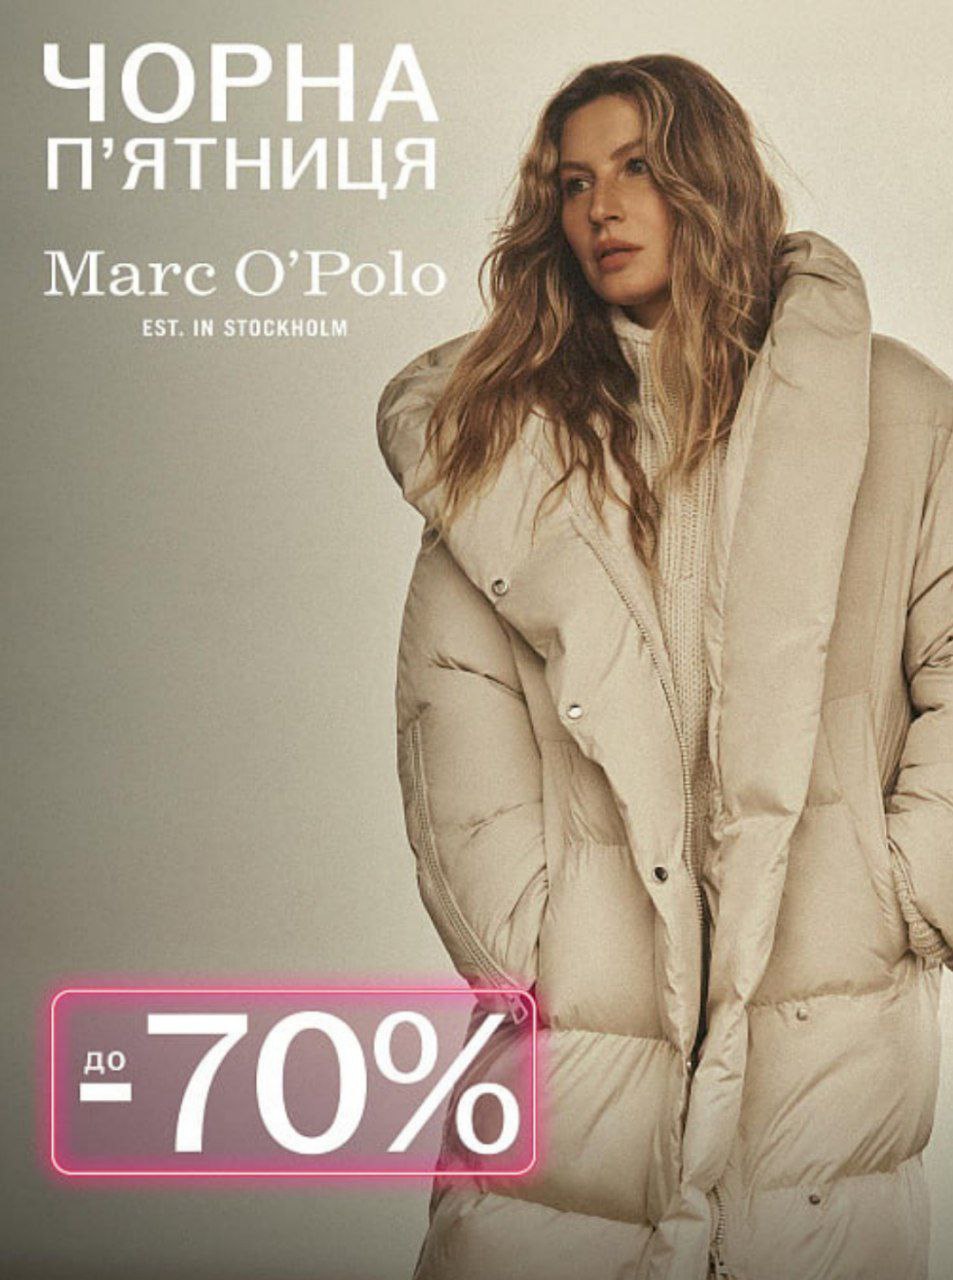 ЧОРНА
П'ЯТНИЦЯ
Marc O'Polo
EST. IN STOCKHOLM
до
-70%